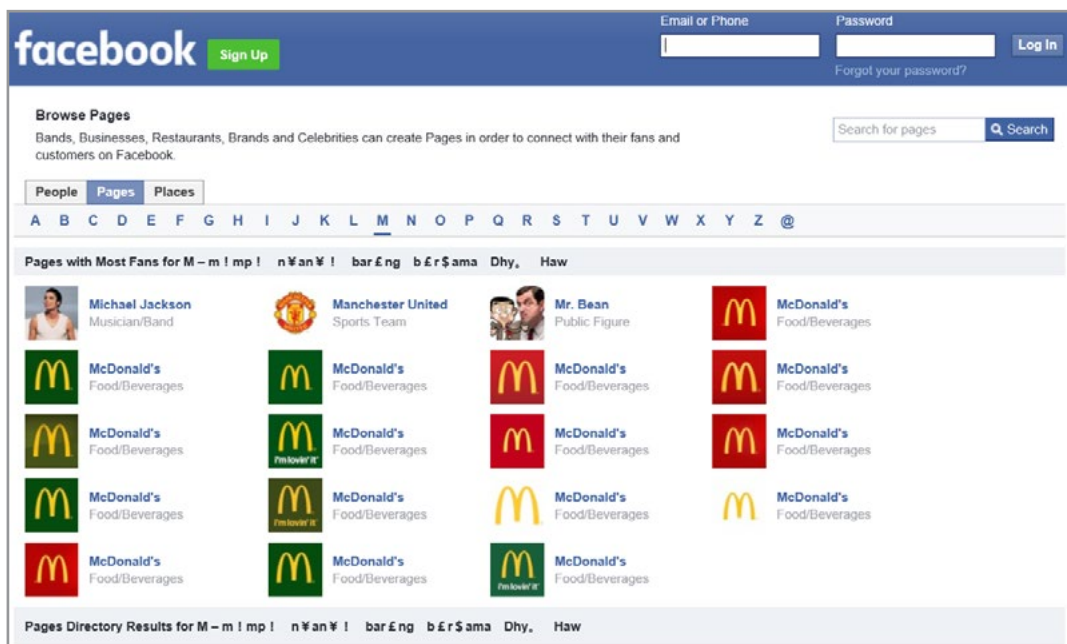 Email or Phone Password
facebook Sign Up Log In
Forgot your password?
Browse Pages
Bands, Businesses, Restaurants, Brands and Celebrities can create Pages in order to connect with their fans and
customers on Facebook.
Search for pages Search
People Pages Places
A B C D E F G H I J K L M N O P Q R S T U V W X Y Z @
Pages with Most Fans for M – m ! mp ! n ¥ an ¥ ! bar £ ng b £ r $ ama Dhy。 Haw
Michael Jackson Manchester United Mr. Bean McDonald's
Musician/Band Sports Team Public Figure Food/Beverages
McDonald's McDonald's McDonald's McDonald's
Food/Beverages Food/Beverages Food/Beverages Food/Beverages
McDonald's McDonald's McDonald's McDonald's
Food/Beverages Food/Beverages Food/Beverages Food/Beverages
i'm lovin' it
McDonald's McDonald's McDonald's McDonald's
Food/Beverages Food/Beverages Food/Beverages Food/Beverages
i'm lovin' it
McDonald's McDonald's McDonald's
Food/Beverages Food/Beverages Food/Beverages
i'm lovin' it
Pages Directory Results for M – m ! mp ! n ¥ an ¥ ! bar £ ng b £ r $ ama Dhy。 Haw